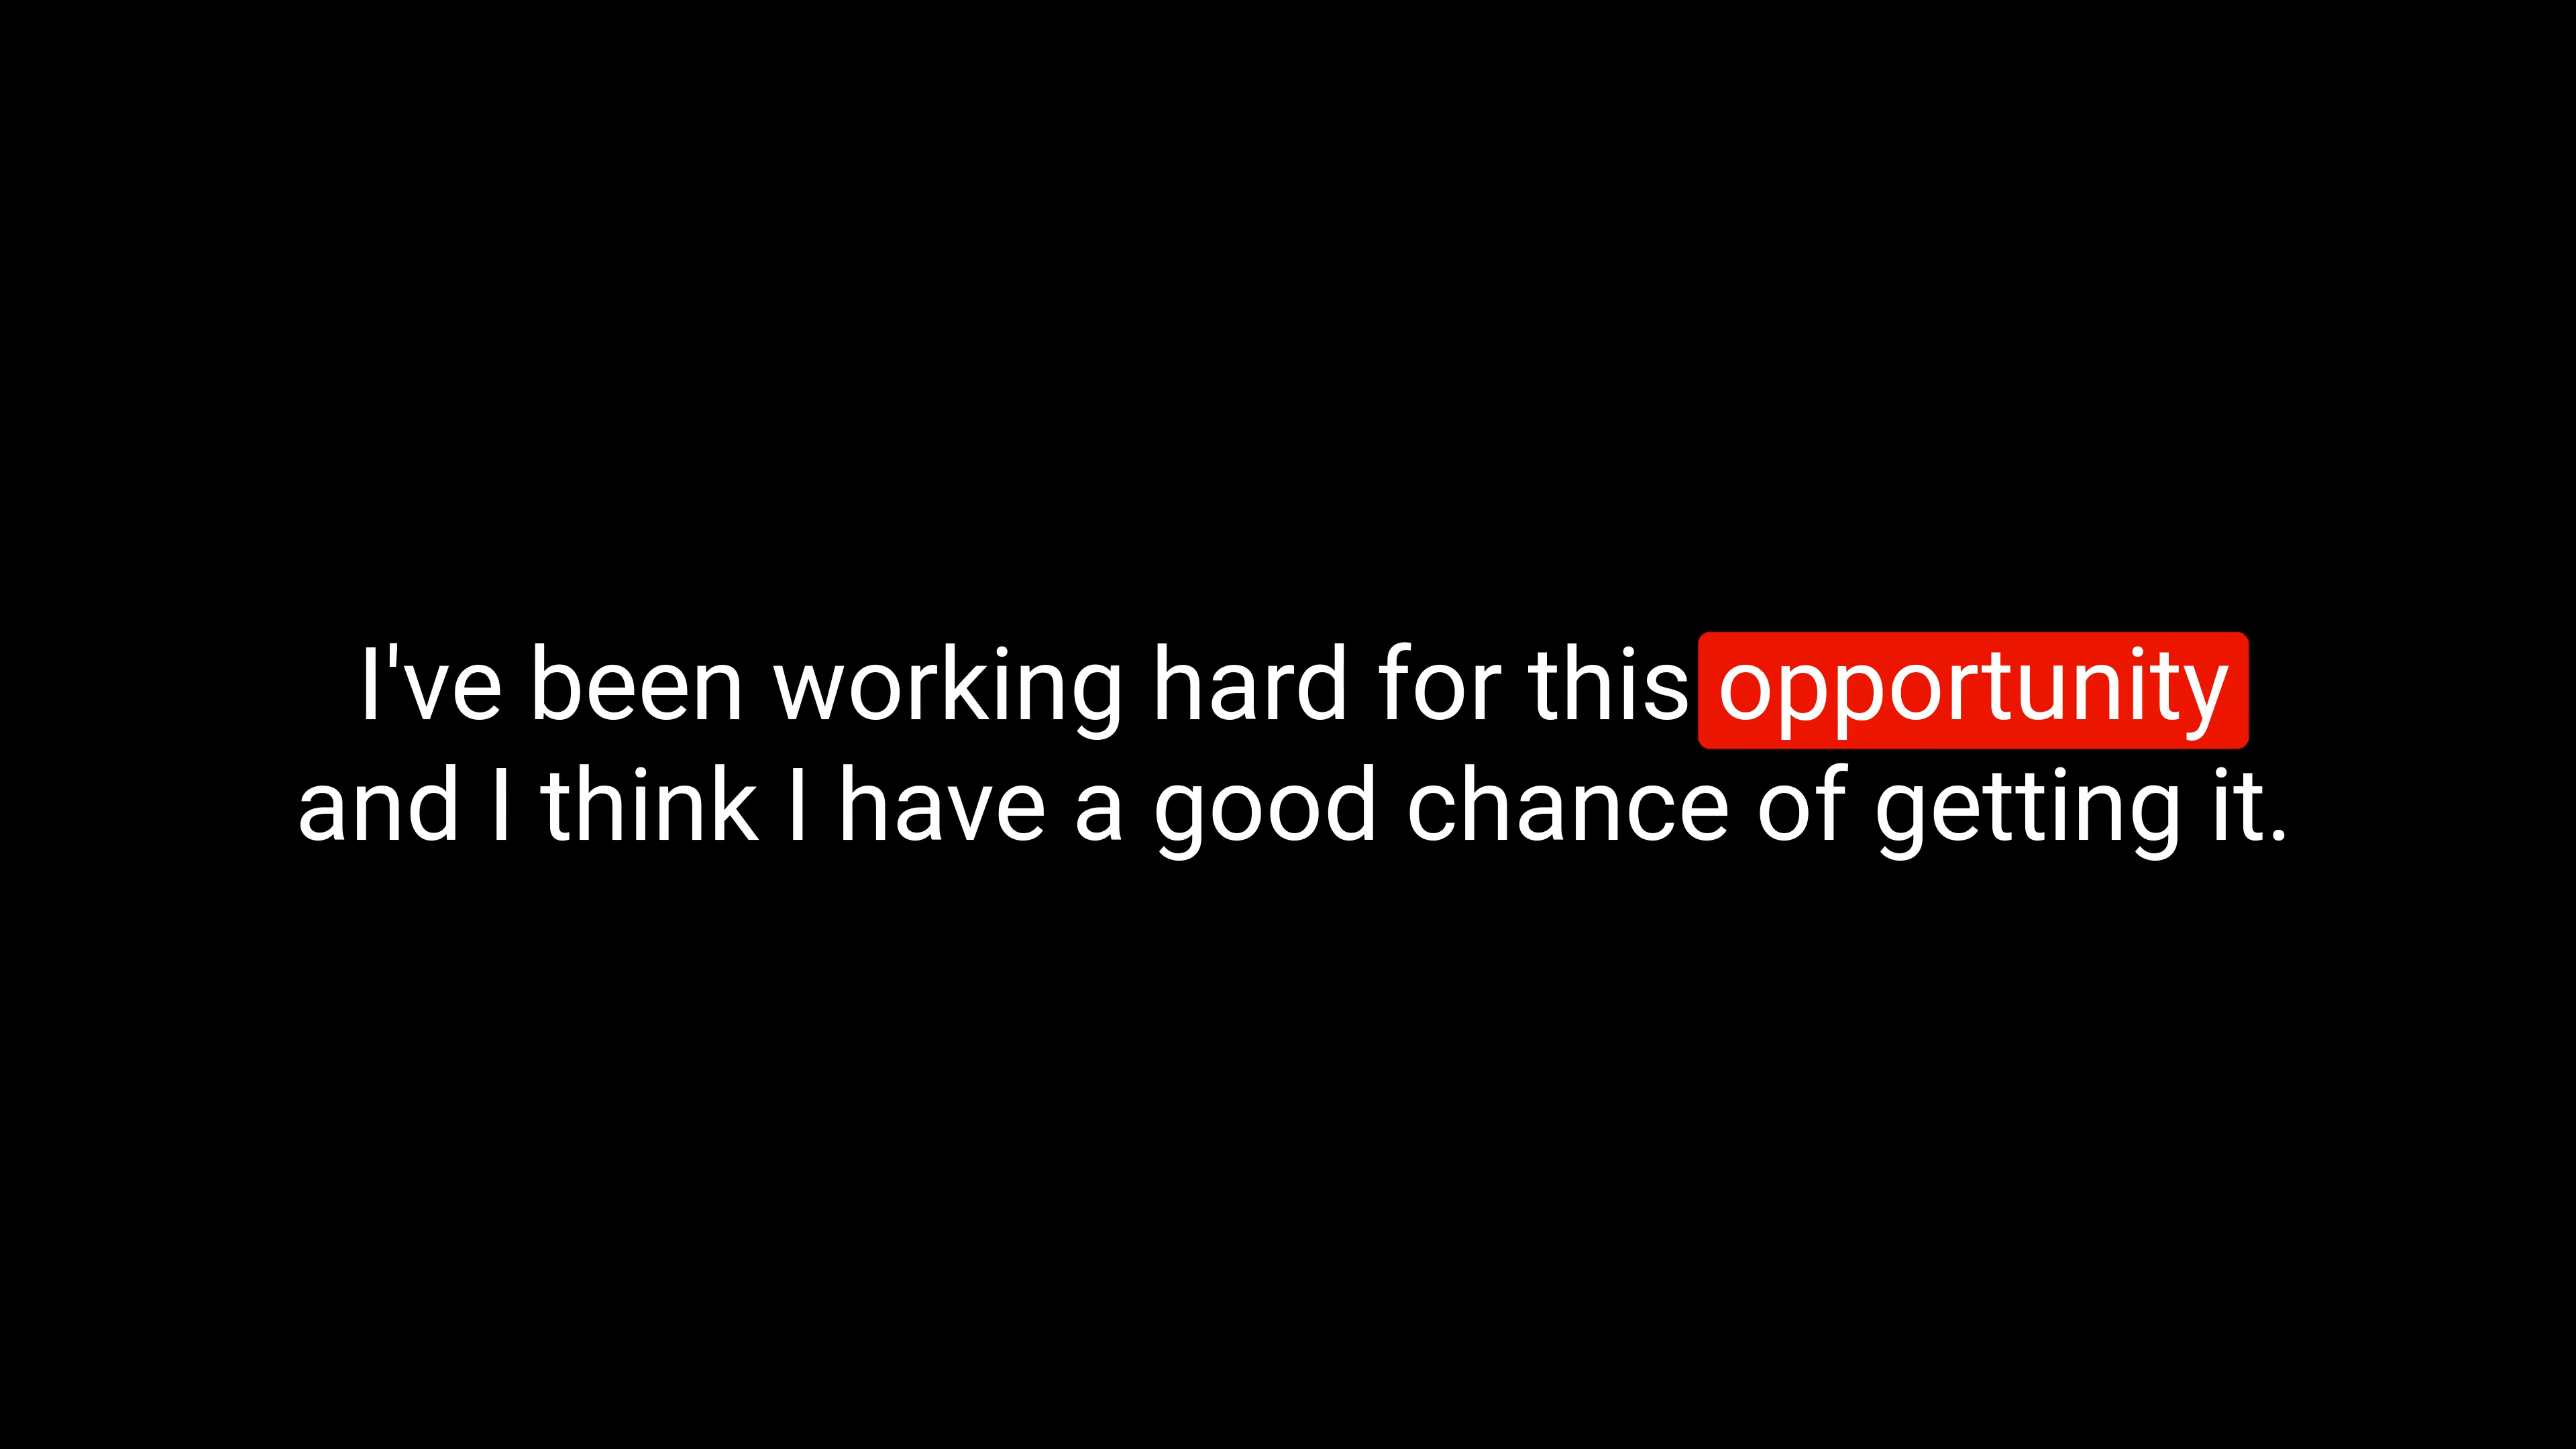 I've been working hard for this opportunity
and I think I have a good chance of getting it.